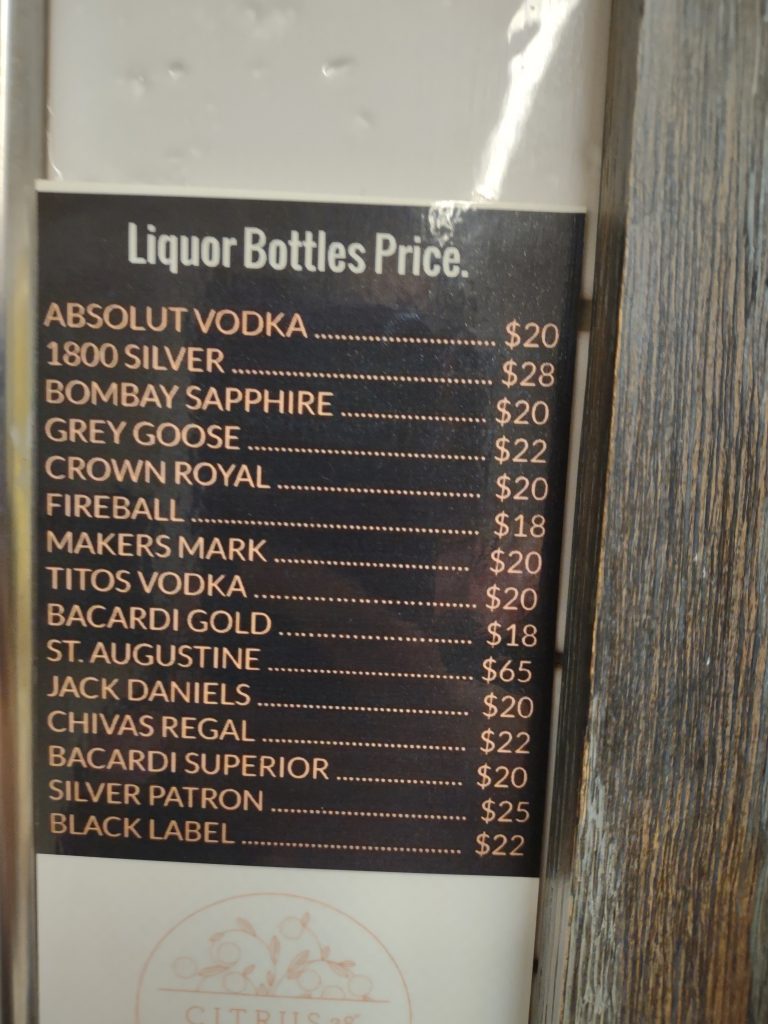 Liquor Bottles Price.
ABSOLUT VODKA ................................ $20
1800 SILVER ................................ $28
BOMBAY SAPPHIRE ................................ $20
GREY GOOSE ................................ $22
CROWN ROYAL ................................ $20
FIREBALL ................................ $18
MAKERS MARK ................................ $20
TITOS VODKA ................................ $20
BACARDI GOLD ................................ $18
ST. AUGUSTINE ................................ $65
JACK DANIELS ................................ $20
CHIVAS REGAL ................................ $22
BACARDI SUPERIOR ................................ $20
SILVER PATRON ................................ $25
BLACK LABEL ................................ $22
CITRUS